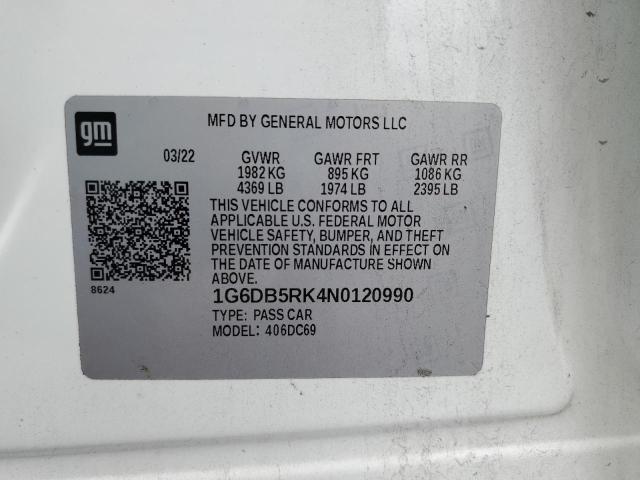 gm
MFD BY GENERAL MOTORS LLC
03/22 GVWR GAWR FRT GAWR RR
1982 KG 895 KG 1086 KG
4369 LB 1974 LB 2395 LB
THIS VEHICLE CONFORMS TO ALL
APPLICABLE U.S. FEDERAL MOTOR
VEHICLE SAFETY, BUMPER, AND THEFT
PREVENTION STANDARDS IN EFFECT ON
THE DATE OF MANUFACTURE SHOWN
ABOVE.
8624
1G6DB5RK4N0120990
TYPE: PASS CAR
MODEL: 406DC69